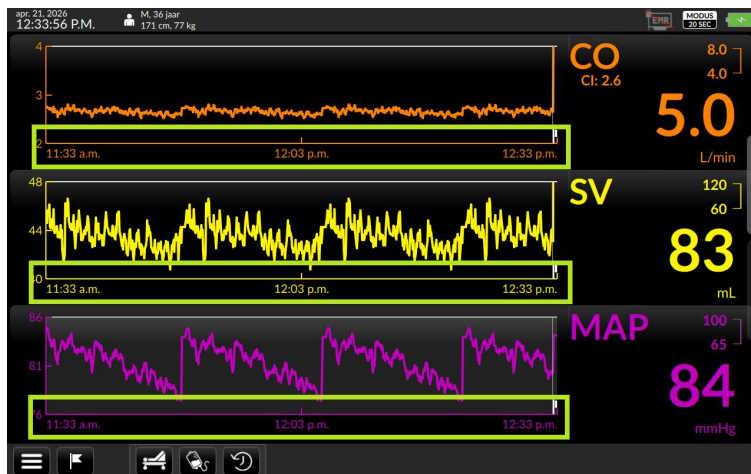 apr. 21, 2026
12:33:56 P.M.
M, 36 jaar
171 cm, 77 kg
EMR
MODUS
20 SEC
4
3
2
11:33 a.m.
12:03 p.m.
12:33 p.m.
CO
CI: 2.6
8.0
4.0
5.0
L/min
48
44
40
11:33 a.m.
12:03 p.m.
12:33 p.m.
SV
120
60
83
mL
86
81
76
11:33 a.m.
12:03 p.m.
12:33 p.m.
MAP
100
65
84
mmHg